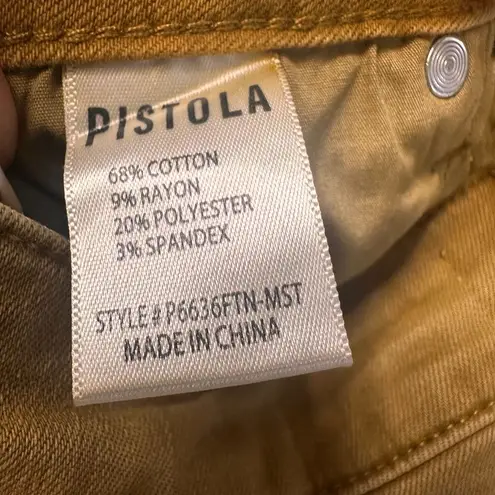 PISTOLA
68% COTTON
9% RAYON
20% POLYESTER
3% SPANDEX
STYLE # P6636FTN-MST
MADE IN CHINA